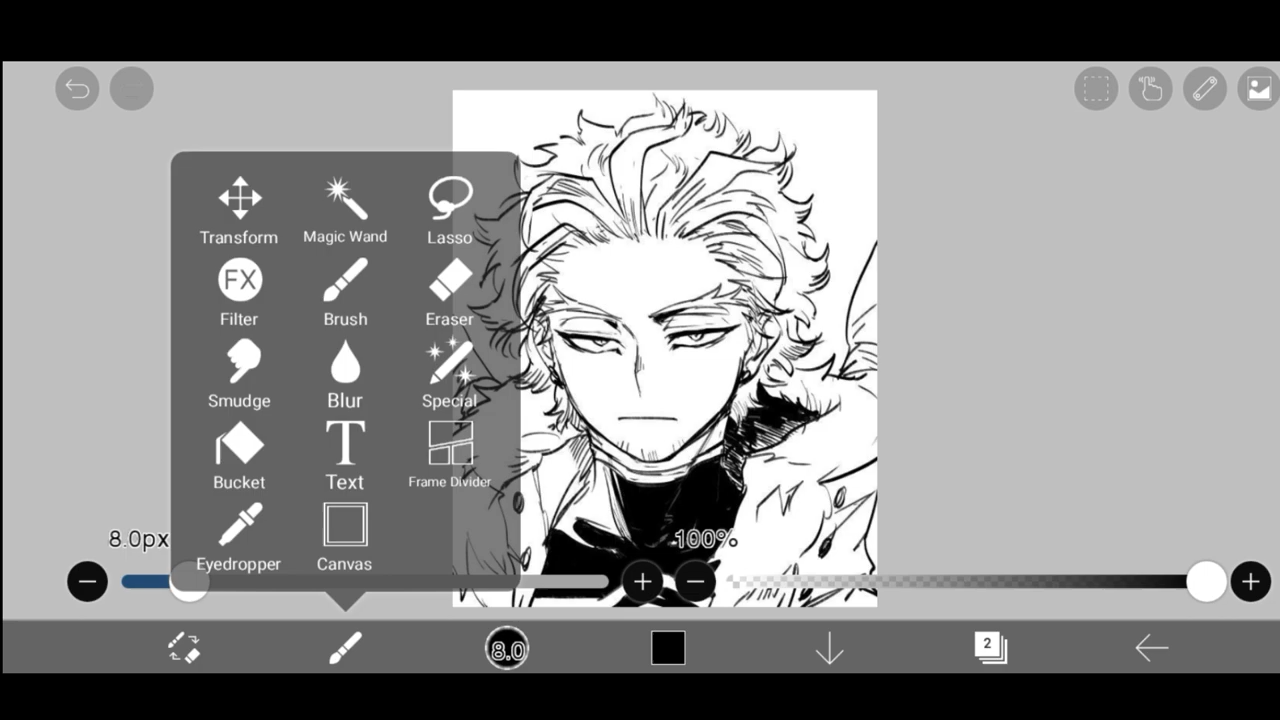 Transform
Magic Wand
Lasso
FX
Filter
Brush
Eraser
Smudge
Blur
Special
Bucket
T
Text
Frame Divider
Eyedropper
Canvas
8.0px
100%
8.0
2